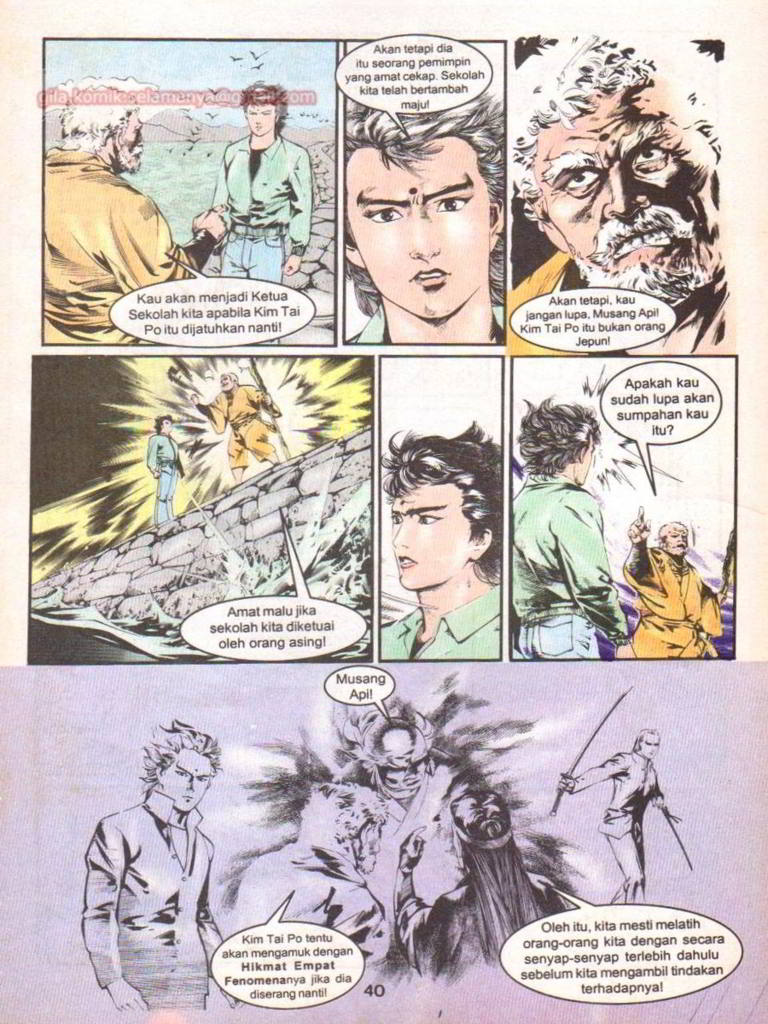 gila.komik.selamanya@gmail.com
Kau akan menjadi Ketua
Sekolah kita apabila Kim Tai
Po itu dijatuhkan nanti!
Akan tetapi dia
itu seorang pemimpin
yang amat cekap. Sekolah
kita telah bertambah
maju!
Akan tetapi, kau
jangan lupa, Musang Api!
Kim Tai Po itu bukan orang
Jepun!
Amat malu jika
sekolah kita diketuai
oleh orang asing!
Apakah kau
sudah lupa akan
sumpahan kau
itu?
Musang
Api!
Kim Tai Po tentu
akan mengamuk dengan
Hikmat Empat
Fenomenanya jika dia
diserang nanti!
Oleh itu, kita mesti melatih
orang-orang kita dengan secara
senyap-senyap terlebih dahulu
sebelum kita mengambil tindakan
terhadapnya!
40